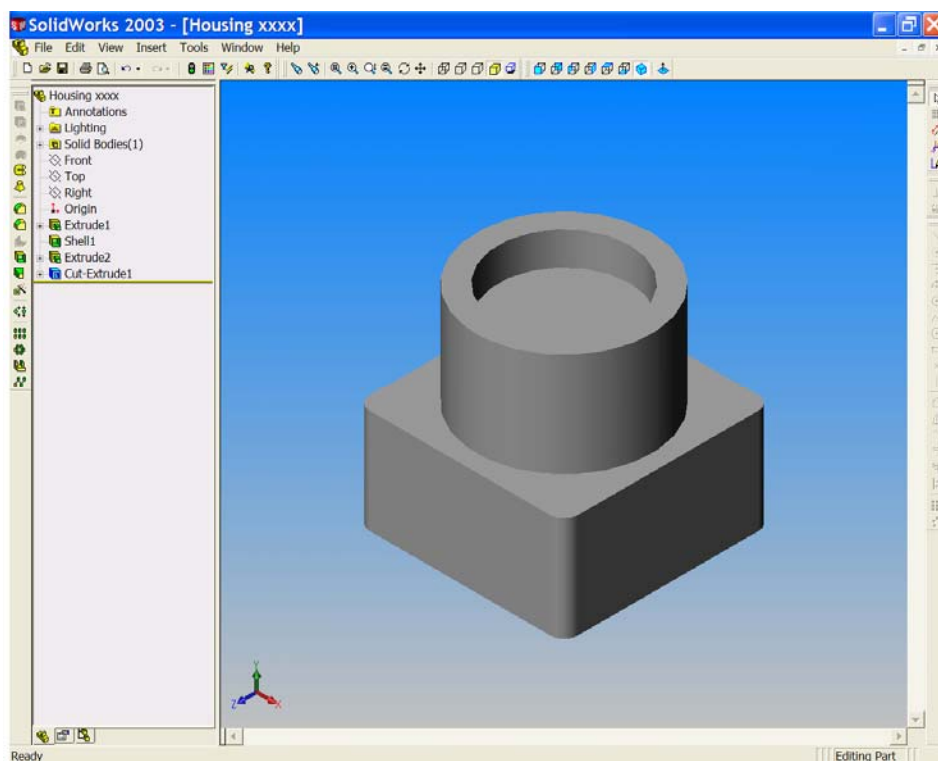 SolidWorks 2003 - [Housing xxxx]
File Edit View Insert Tools Window Help
Housing xxxx
Annotations
Lighting
Solid Bodies(1)
Front
Top
Right
Origin
Extrude1
Shell1
Extrude2
Cut-Extrude1
Y
Z X
Ready Editing Part